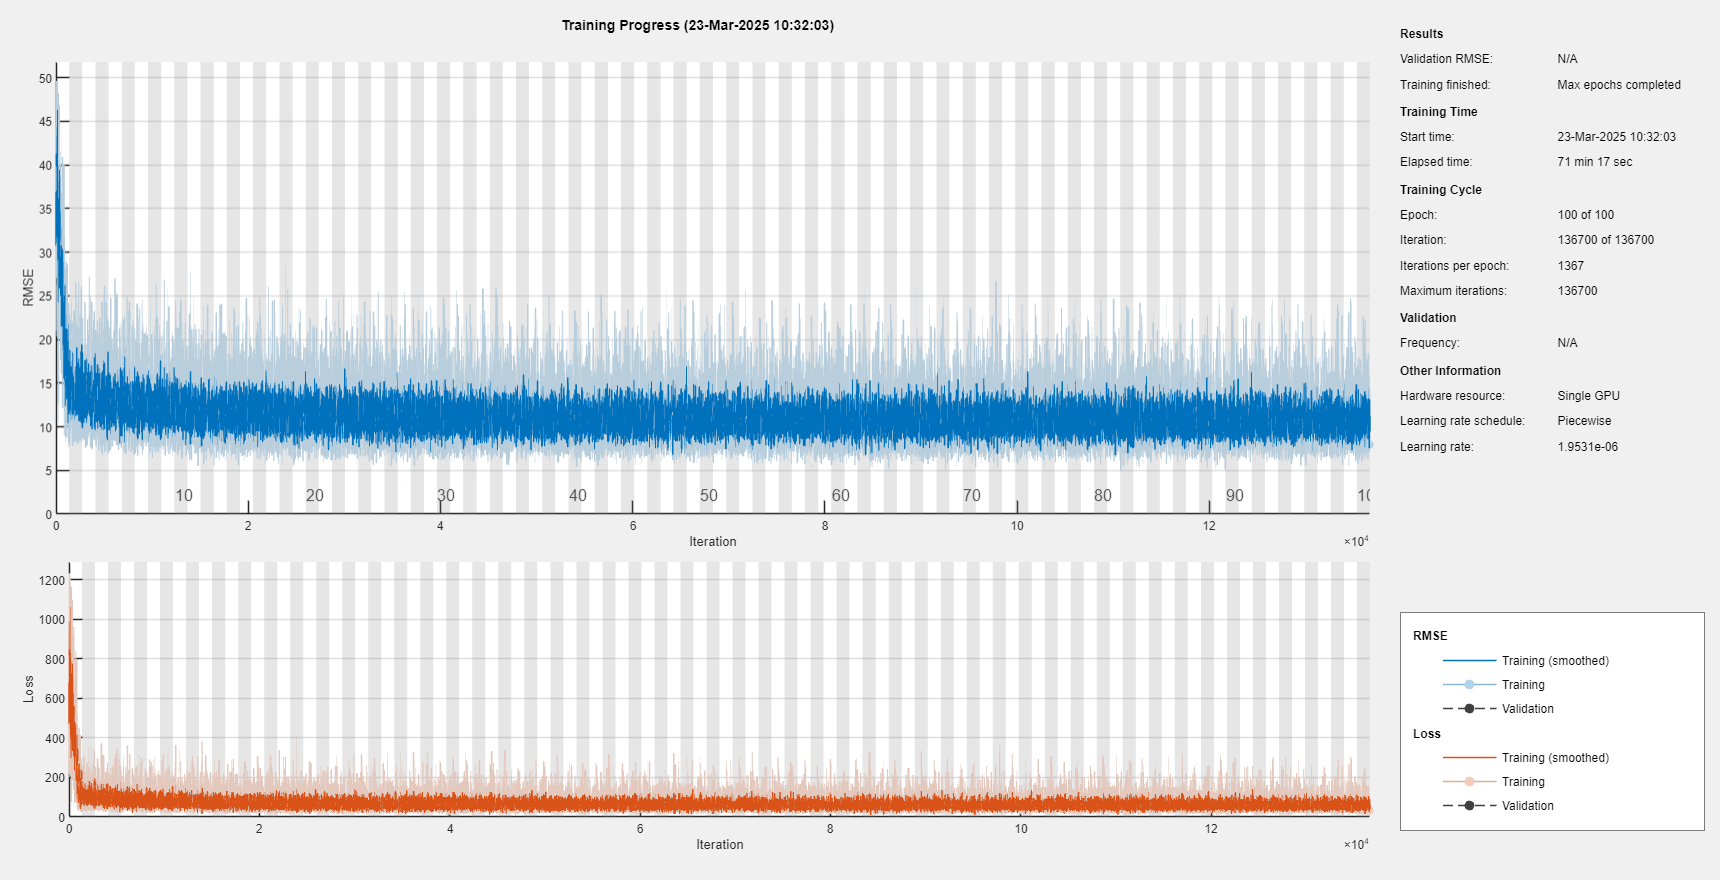 Training Progress (23-Mar-2025 10:32:03)
50
45
40
35
30
25
20
15
10
5
0
RMSE
10 20 30 40 50 60 70 80 90 10
0 2 4 6 8 10 12
Iteration
×10⁴
1200
1000
800
600
400
200
0
Loss
0 2 4 6 8 10 12
Iteration
×10⁴
Results
Validation RMSE: N/A
Training finished: Max epochs completed
Training Time
Start time: 23-Mar-2025 10:32:03
Elapsed time: 71 min 17 sec
Training Cycle
Epoch: 100 of 100
Iteration: 136700 of 136700
Iterations per epoch: 1367
Maximum iterations: 136700
Validation
Frequency: N/A
Other Information
Hardware resource: Single GPU
Learning rate schedule: Piecewise
Learning rate: 1.9531e-06
RMSE
Training (smoothed)
Training
Validation
Loss
Training (smoothed)
Training
Validation